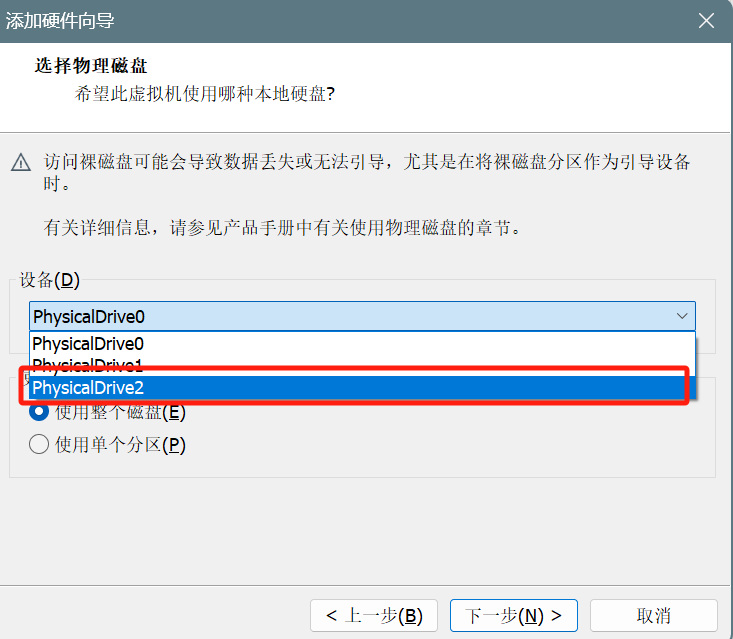 添加硬件向导
选择物理磁盘
希望此虚拟机使用哪种本地硬盘?
访问裸磁盘可能会导致数据丢失或无法引导，尤其是在将裸磁盘分区作为引导设备
时。
有关详细信息，请参见产品手册中有关使用物理磁盘的章节。
设备(D)
PhysicalDrive0
PhysicalDrive0
PhysicalDrive1
PhysicalDrive2
使用整个磁盘(E)
使用单个分区(P)
< 上一步(B)
下一步(N) >
取消